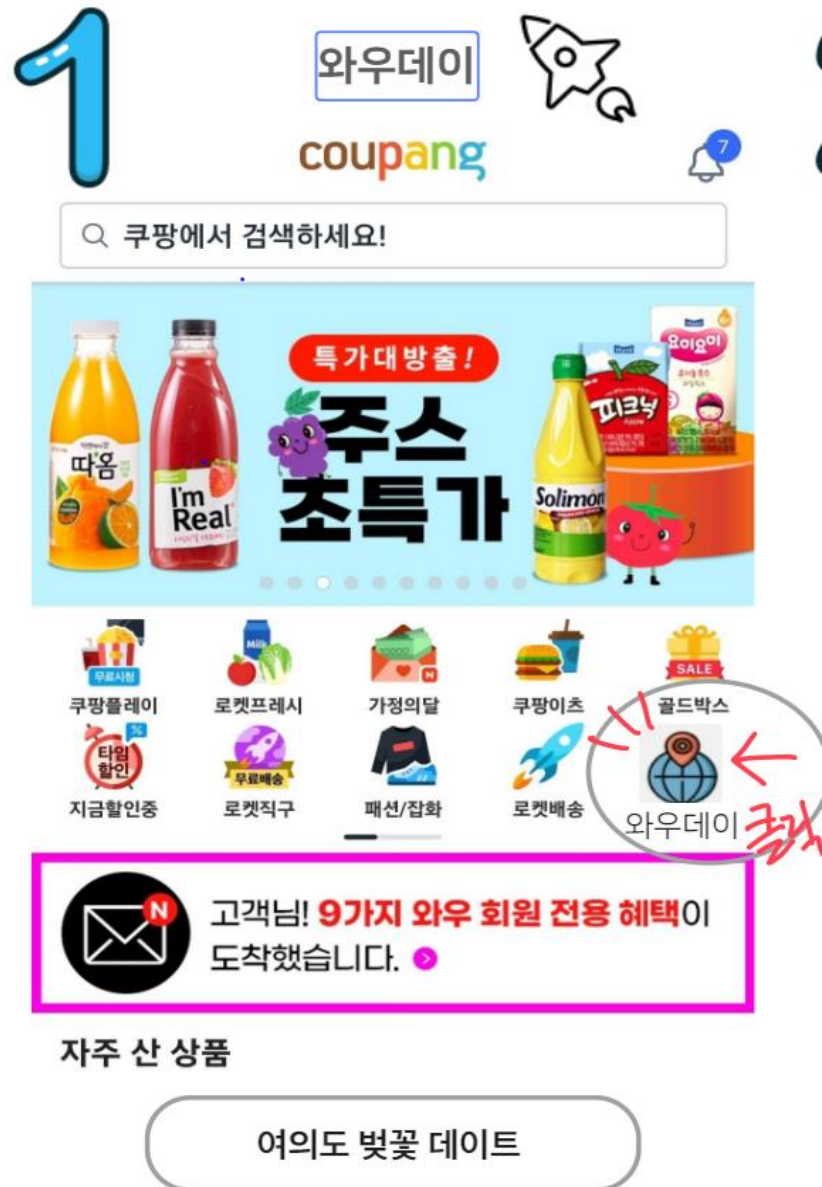 1
와우데이
coupang
7
쿠팡에서 검색하세요!
특가대방출!
주스
초특가
따옴
I'm
Real
Solimón
피크닉
Apple
요미요미
무료시청
Milk
10000
N
SALE
쿠팡플레이
로켓프레시
가정의달
쿠팡이츠
골드박스
%
타임
할인
무료배송
지금할인중
로켓직구
패션/잡화
로켓배송
와우데이
클릭
N
고객님! 9가지 와우 회원 전용 혜택이
도착했습니다.
자주 산 상품
여의도 벚꽃 데이트